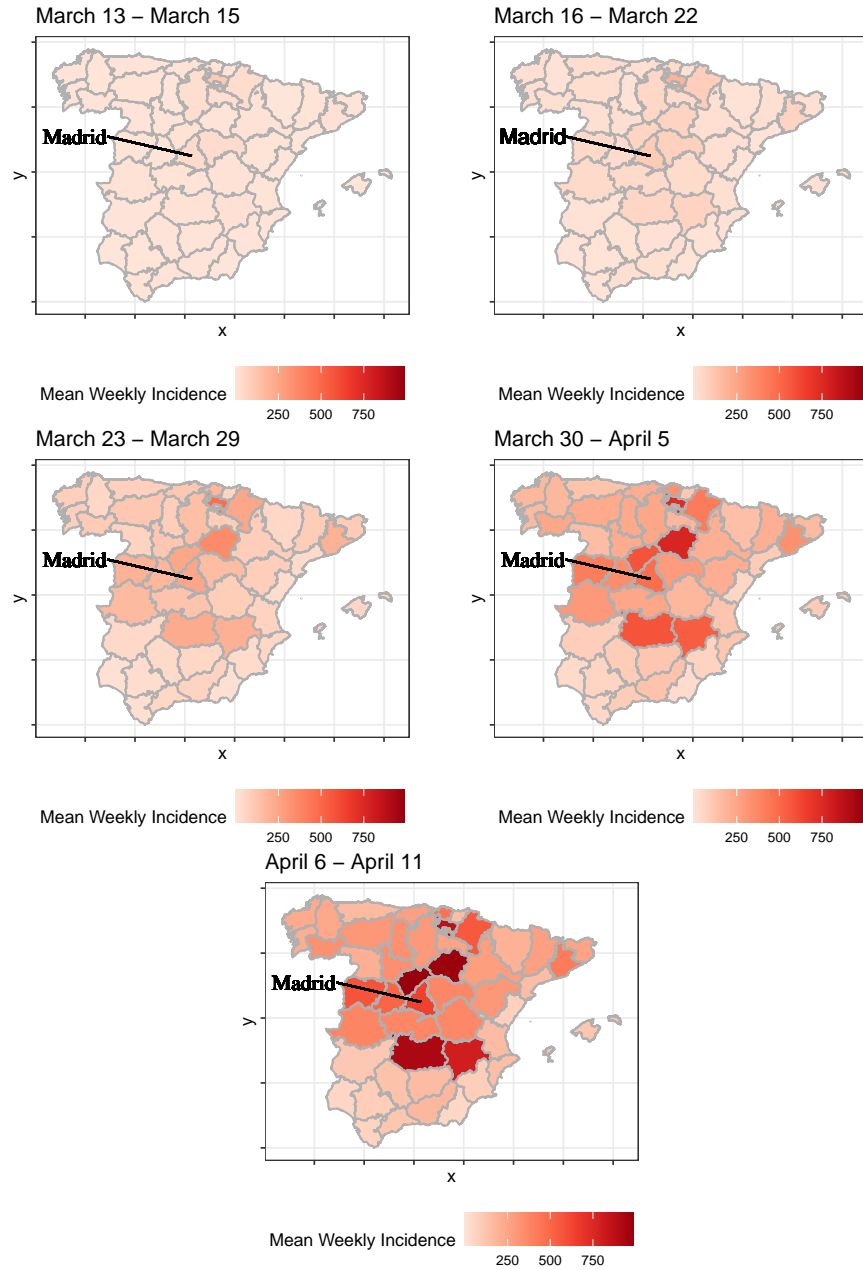 March 13 − March 15
Madrid
y
x
Mean Weekly Incidence
250 500 750
March 16 − March 22
Madrid
y
x
Mean Weekly Incidence
250 500 750
March 23 − March 29
Madrid
y
x
Mean Weekly Incidence
250 500 750
March 30 − April 5
Madrid
y
x
Mean Weekly Incidence
250 500 750
April 6 − April 11
Madrid
y
x
Mean Weekly Incidence
250 500 750